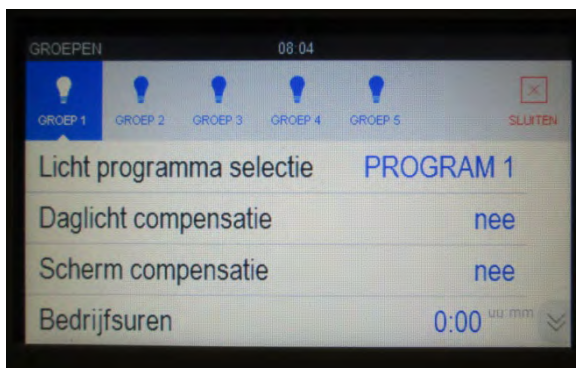 GROEPEN 08:04
GROEP 1 GROEP 2 GROEP 3 GROEP 4 GROEP 5 SLUITEN
Licht programma selectie PROGRAM 1
Daglicht compensatie nee
Scherm compensatie nee
Bedrijfsuren 0:00 uu:mm